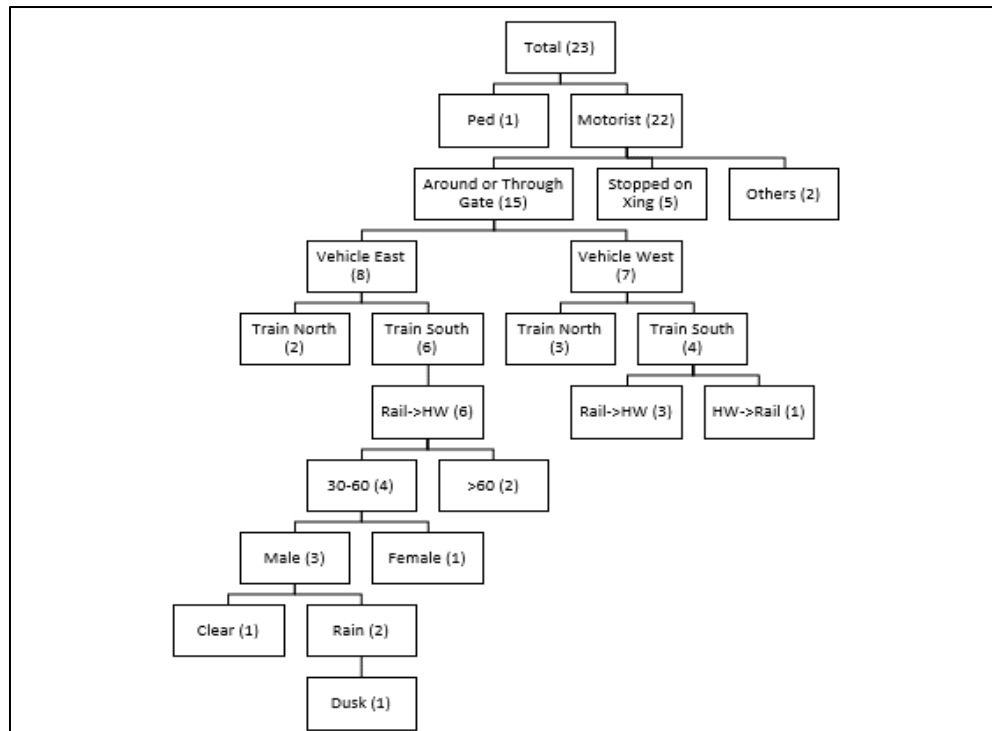 Total (23)
Ped (1)
Motorist (22)
Around or Through
Gate (15)
Stopped on
Xing (5)
Others (2)
Vehicle East
(8)
Vehicle West
(7)
Train North
(2)
Train South
(6)
Train North
(3)
Train South
(4)
Rail->HW (6)
Rail->HW (3)
HW->Rail (1)
30-60 (4)
>60 (2)
Male (3)
Female (1)
Clear (1)
Rain (2)
Dusk (1)